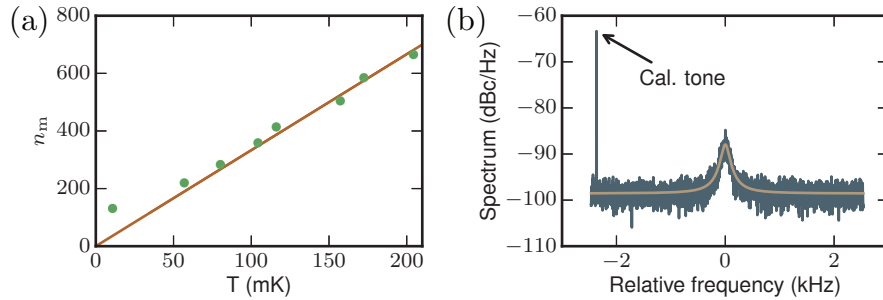 (a)
800
600
400
200
0
n_m
0 50 100 150 200
T (mK)
(b)
−60
−70
−80
−90
−100
−110
Spectrum (dBc/Hz)
Cal. tone
−2 0 2
Relative frequency (kHz)